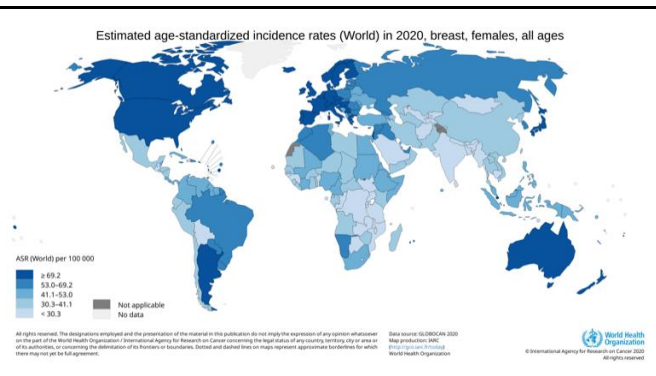 Estimated age-standardized incidence rates (World) in 2020, breast, females, all ages
ASR (World) per 100 000
≥ 69.2
53.0–69.2
41.1–53.0
30.3–41.1
< 30.3
Not applicable
No data
All rights reserved. The designations employed and the presentation of the material in this publication do not imply the expression of any opinion whatsoever
on the part of the World Health Organization / International Agency for Research on Cancer concerning the legal status of any country, territory, city or area
or of its authorities, or concerning the delimitation of its frontiers or boundaries. Dotted and dashed lines on maps represent approximate borderlines for which
there may not yet be full agreement.
Data source: GLOBOCAN 2020
Map production: IARC
(http://gco.iarc.fr/today)
World Health Organization
World Health
Organization
© International Agency for Research on Cancer 2020
All rights reserved